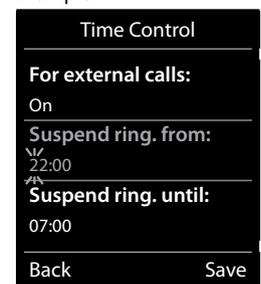 Time Control
For external calls:
On
Suspend ring. from:
22:00
Suspend ring. until:
07:00
Back Save